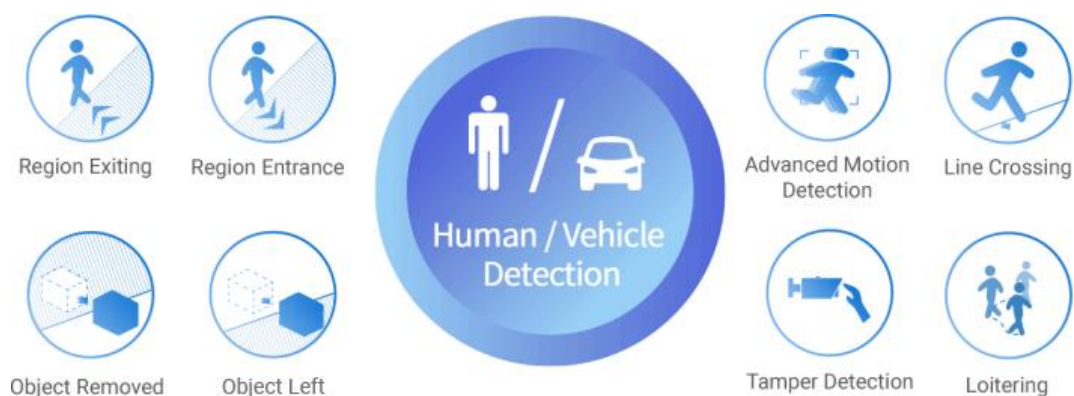 Region Exiting
Region Entrance
Object Removed
Object Left
Human / Vehicle
Detection
Advanced Motion
Detection
Line Crossing
Tamper Detection
Loitering